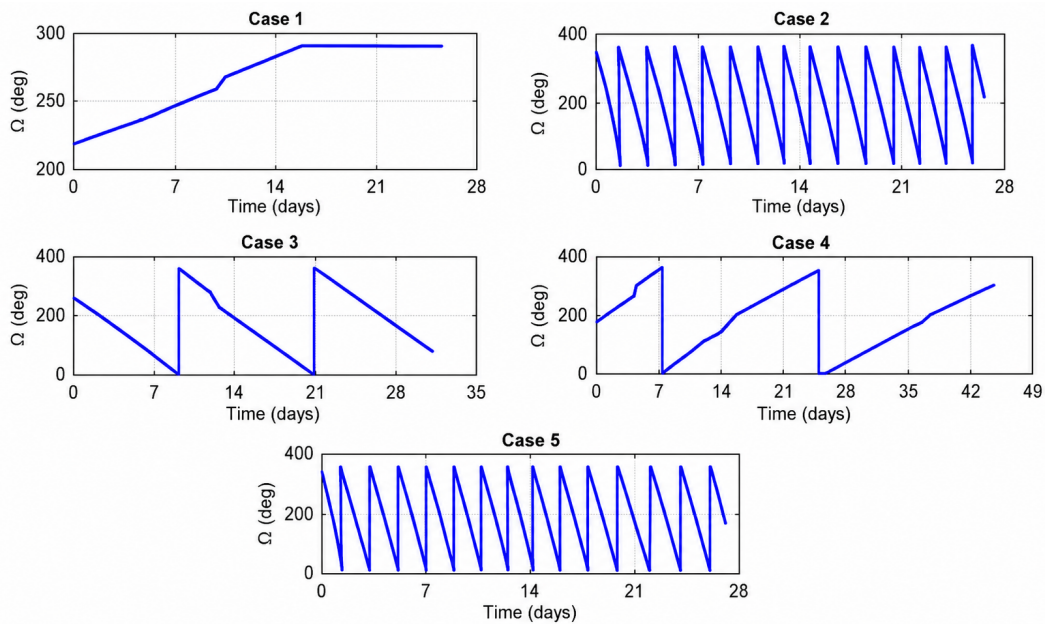 Case 1
300
250
200
Ω (deg)
0 7 14 21 28
Time (days)
Case 2
400
200
0
Ω (deg)
0 7 14 21 28
Time (days)
Case 3
400
200
0
Ω (deg)
0 7 14 21 28 35
Time (days)
Case 4
400
200
0
Ω (deg)
0 7 14 21 28 35 42 49
Time (days)
Case 5
400
200
0
Ω (deg)
0 7 14 21 28
Time (days)